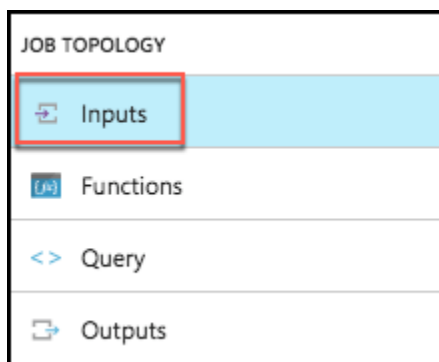 JOB TOPOLOGY
Inputs
Functions
<> Query
Outputs